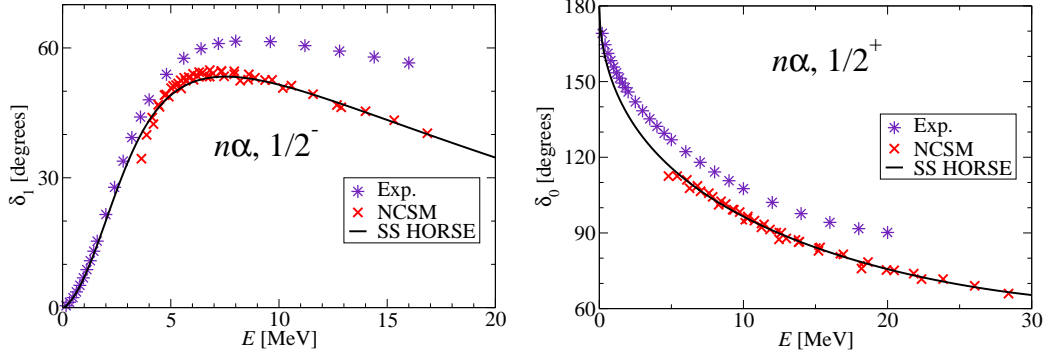 60
30
0
0 5 10 15 20
E [MeV]
δ1 [degrees]
nα, 1/2-
Exp.
NCSM
SS HORSE
180
150
120
90
60
0 10 20 30
E [MeV]
δ0 [degrees]
nα, 1/2+
Exp.
NCSM
SS HORSE